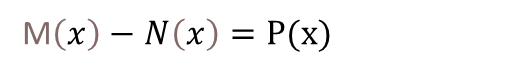 M(x) − N(x) = P(x)